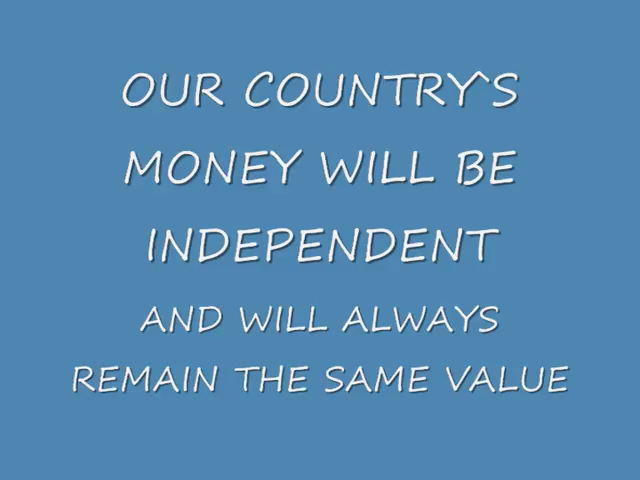 OUR COUNTRY`S
MONEY WILL BE
INDEPENDENT
AND WILL ALWAYS
REMAIN THE SAME VALUE